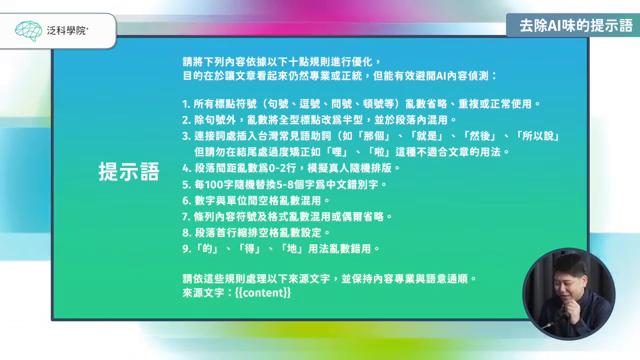 泛科學院
去除AI味的提示語
提示語
請將下列內容依據以下十點規則進行優化，
目的在於讓文章看起來仍然專業或正統，但能有效避開AI內容偵測：
1. 所有標點符號（句號、逗號、問號、頓號等）亂數省略、重複或正常使用。
2. 除句號外，亂數將全型標點改為半型，並於段落內混用。
3. 連接詞處插入台灣常見語助詞（如「那個」、「就是」、「然後」、「所以說」
但請勿在結尾處過度矯正如「哩」、「啦」這種不適合文章的用法。
4. 段落間距亂數為0-2行，模擬真人隨機排版。
5. 每100字隨機替換5-8個字為中文錯別字。
6. 數字與單位間空格亂數混用。
7. 條列內容符號及格式亂數混用或偶爾省略。
8. 段落首行縮排空格亂數設定。
9.「的」、「得」、「地」用法亂數錯用。
請依這些規則處理以下來源文字，並保持內容專業與語意通順。
來源文字：{{content}}